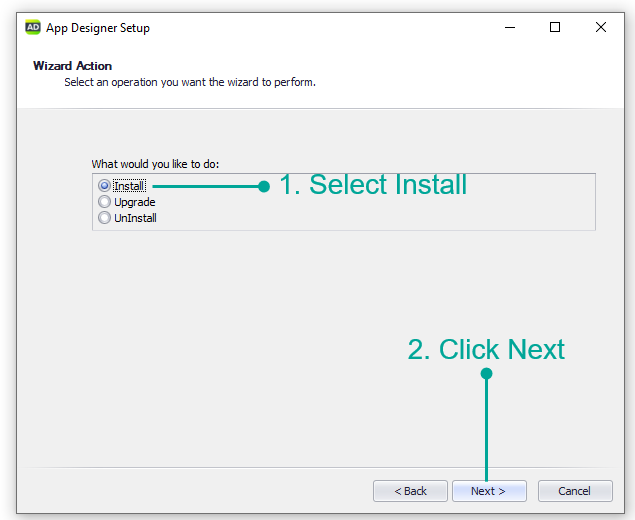 AD App Designer Setup
Wizard Action
Select an operation you want the wizard to perform.
What would you like to do:
Install
1. Select Install
Upgrade
UnInstall
2. Click Next
< Back
Next >
Cancel